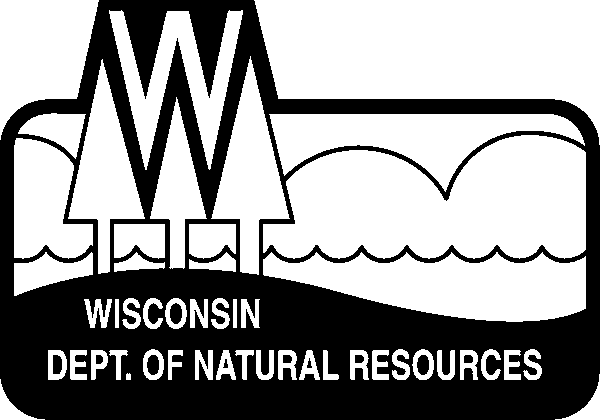 W
WISCONSIN
DEPT. OF NATURAL RESOURCES